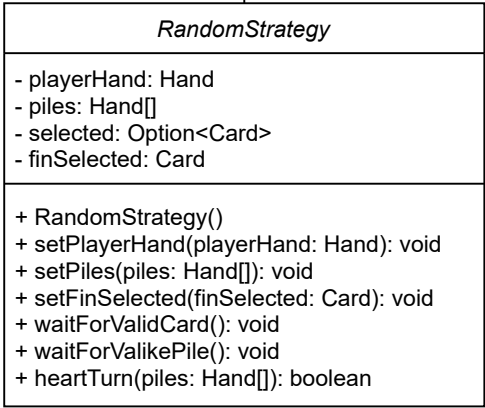 RandomStrategy
- playerHand: Hand
- piles: Hand[]
- selected: Option<Card>
- finSelected: Card
+ RandomStrategy()
+ setPlayerHand(playerHand: Hand): void
+ setPiles(piles: Hand[]): void
+ setFinSelected(finSelected: Card): void
+ waitForValidCard(): void
+ waitForValikePile(): void
+ heartTurn(piles: Hand[]): boolean